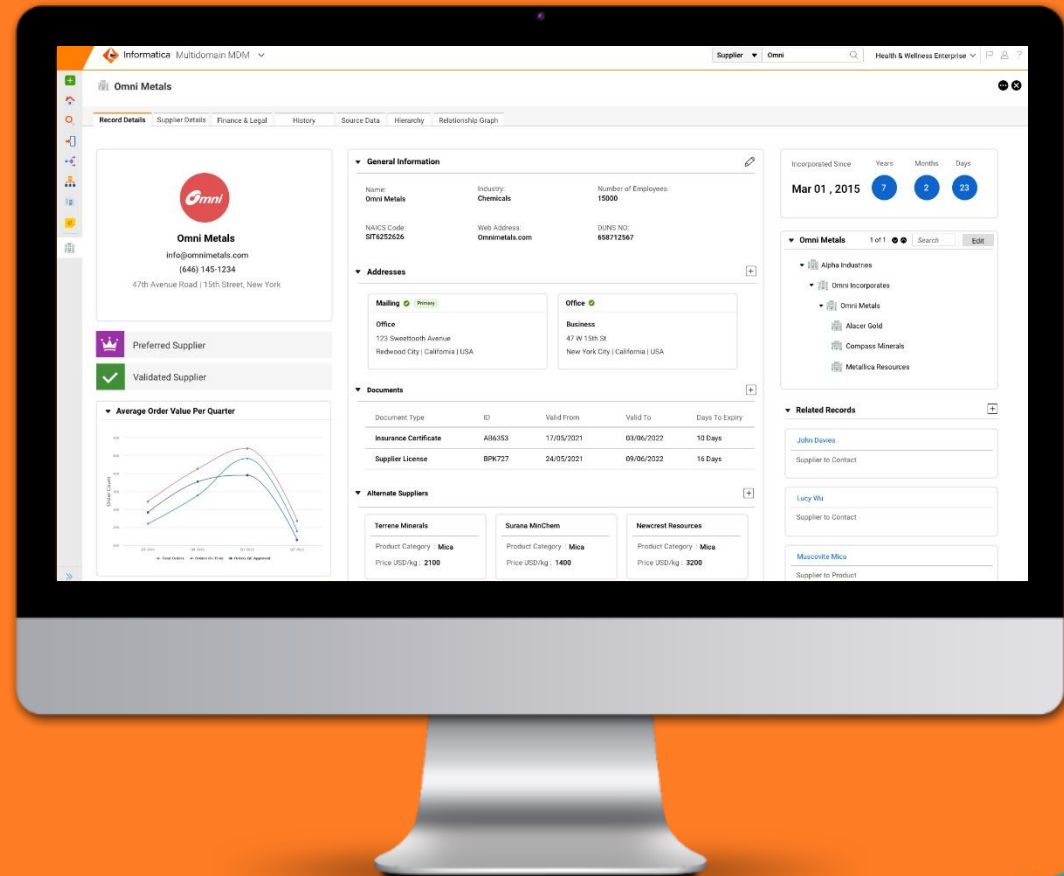 Informatica Multidomain MDM
Supplier Omni Health & Wellness Enterprise ?
Omni Metals
Record Details Supplier Details Finance & Legal History Source Data Hierarchy Relationship Graph
Omni
Omni Metals
info@omnimetals.com
(646) 145-1234
47th Avenue Road | 15th Street, New York
Preferred Supplier
Validated Supplier
Average Order Value Per Quarter
Order Count
Total Orders Orders On Time Orders QC Approved
General Information
Name: Industry: Number of Employees:
Omni Metals Chemicals 15000
NAICS Code: Web Address: DUNS NO:
SIT6252626 Omnimetals.com 658712567
Addresses
Mailing Primary
Office
123 Sweettooth Avenue
Redwood City | California | USA
Office
Business
47 W 15th St
New York City | California | USA
Documents
Document Type ID Valid From Valid To Days To Expiry
Insurance Certificate AB6353 17/05/2021 03/06/2022 10 Days
Supplier License BPK727 24/05/2021 09/06/2022 16 Days
Alternate Suppliers
Terrene Minerals
Product Category : Mica
Price USD/kg : 2100
Surana MinChem
Product Category : Mica
Price USD/kg : 1400
Newcrest Resources
Product Category : Mica
Price USD/kg : 3200
Incorporated Since Years Months Days
Mar 01 , 2015 7 2 23
Omni Metals 1 of 1 Search Edit
Alpha Industries
Omni Incorporates
Omni Metals
Alacer Gold
Compass Minerals
Metallica Resources
Related Records
John Davies
Supplier to Contact
Lucy Wu
Supplier to Contact
Muscovite Mica
Supplier to Product